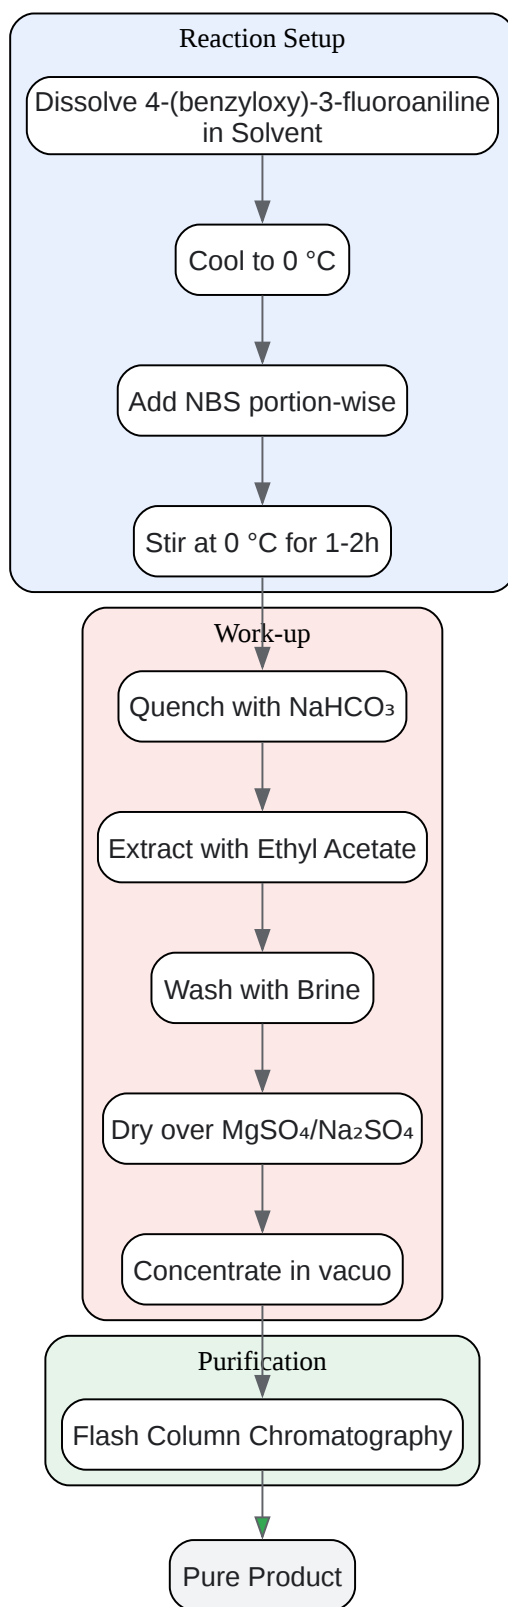 Reaction Setup
Dissolve 4-(benzyloxy)-3-fluoroaniline
in Solvent
Cool to 0 °C
Add NBS portion-wise
Stir at 0 °C for 1-2h
Work-up
Quench with NaHCO₃
Extract with Ethyl Acetate
Wash with Brine
Dry over MgSO₄/Na₂SO₄
Concentrate in vacuo
Purification
Flash Column Chromatography
Pure Product